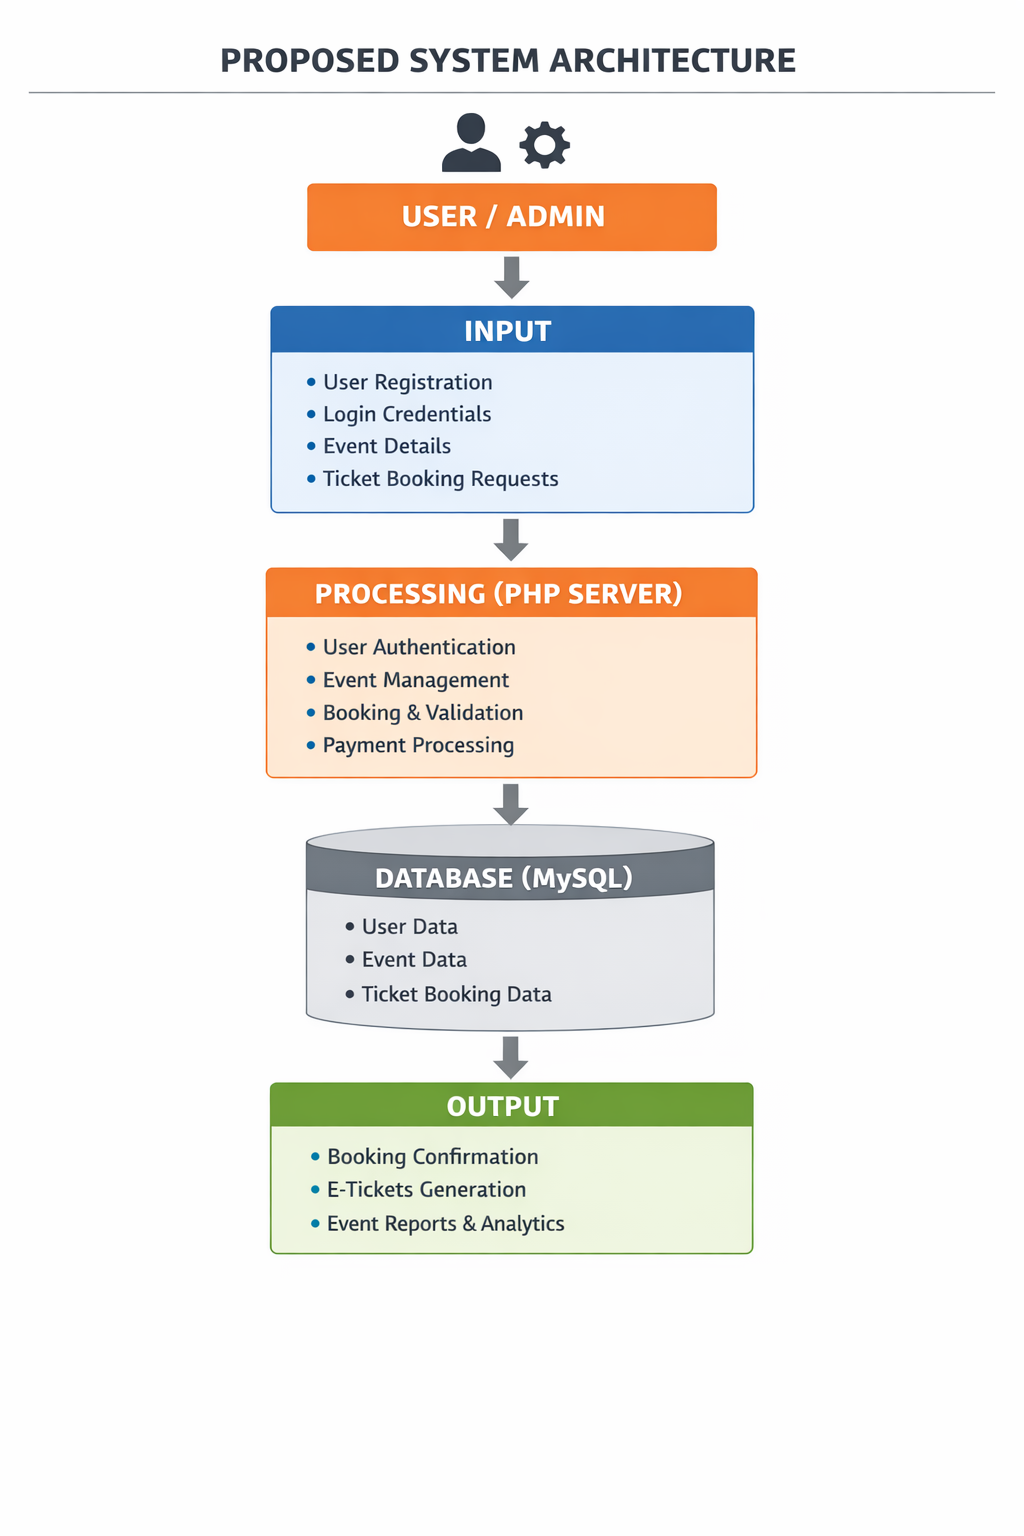 PROPOSED SYSTEM ARCHITECTURE
USER / ADMIN
INPUT
• User Registration
• Login Credentials
• Event Details
• Ticket Booking Requests
PROCESSING (PHP SERVER)
• User Authentication
• Event Management
• Booking & Validation
• Payment Processing
DATABASE (MySQL)
• User Data
• Event Data
• Ticket Booking Data
OUTPUT
• Booking Confirmation
• E-Tickets Generation
• Event Reports & Analytics